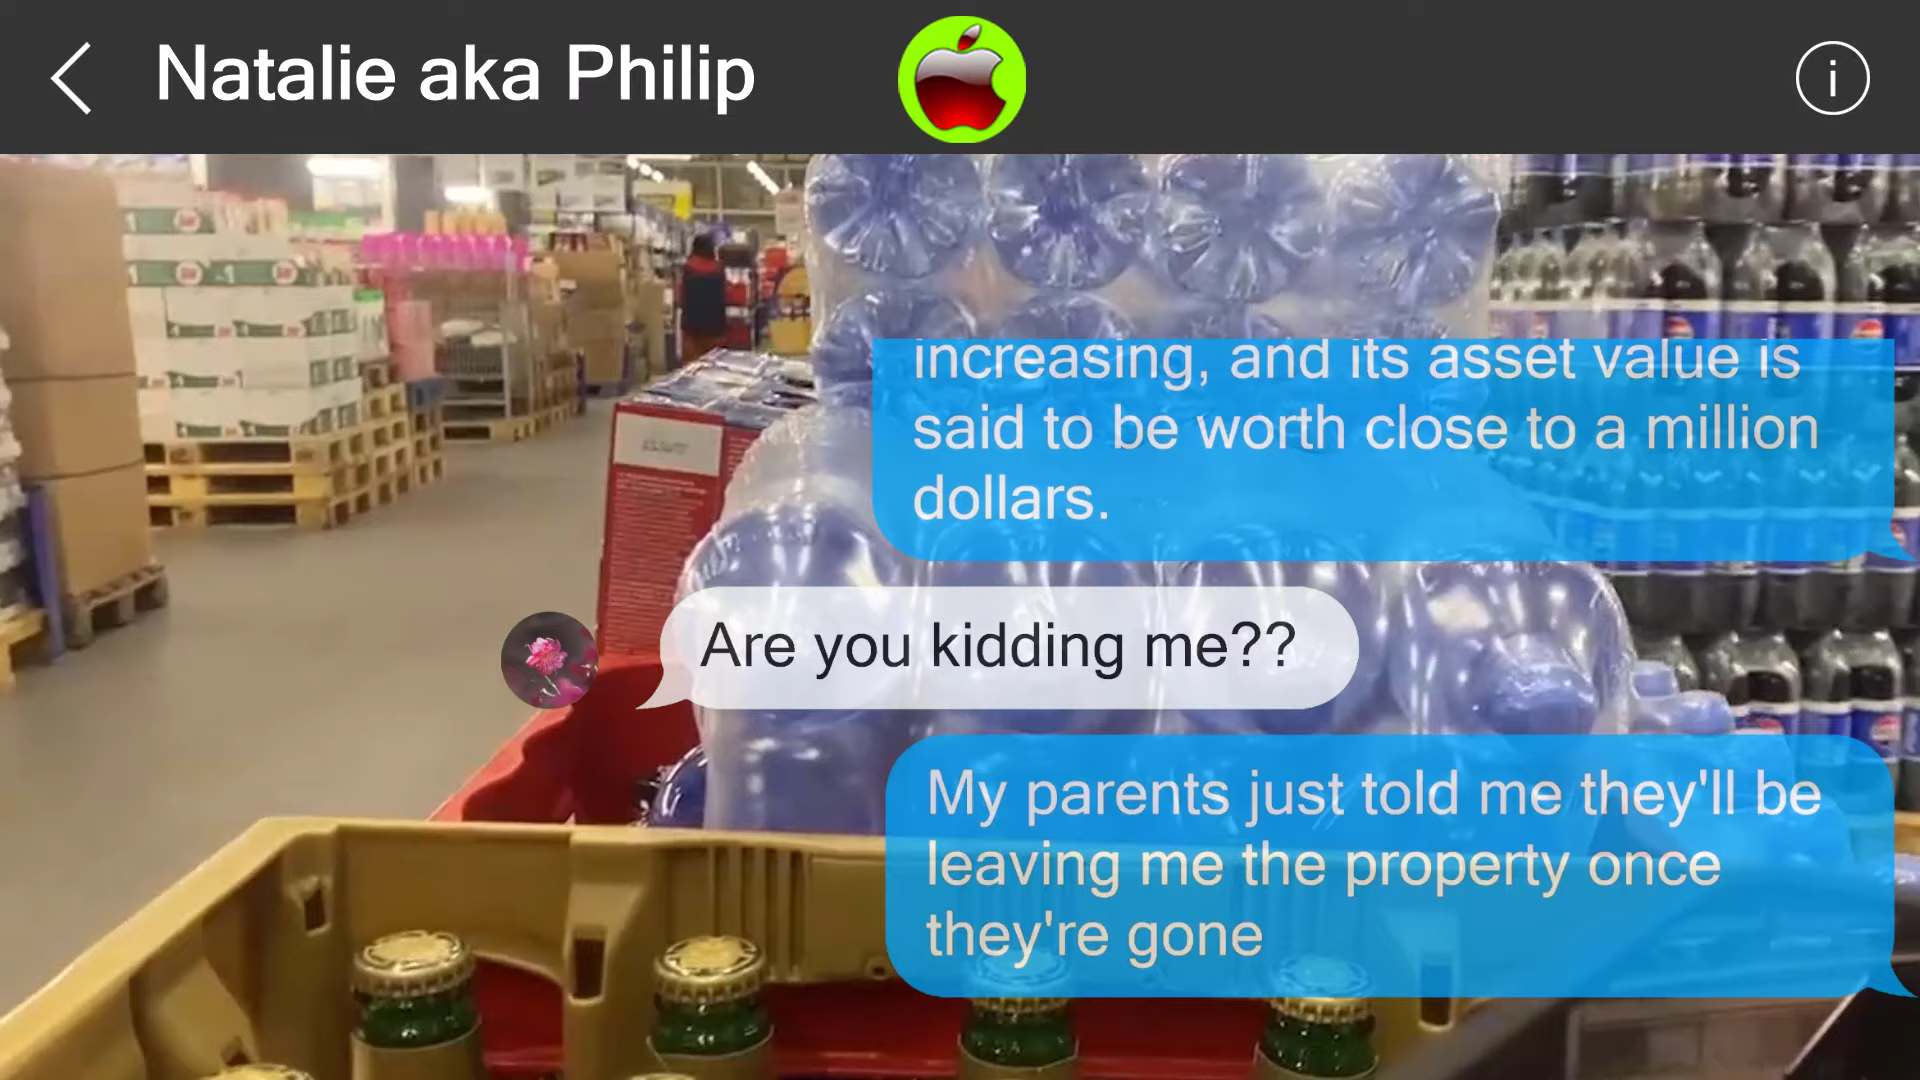 Natalie aka Philip
increasing, and its asset value is
said to be worth close to a million
dollars.
Are you kidding me??
My parents just told me they'll be
leaving me the property once
they're gone